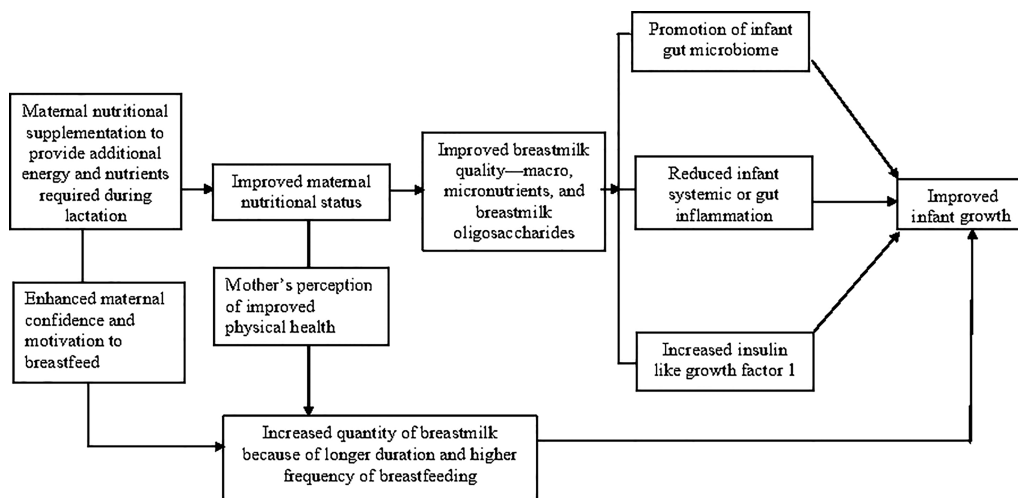 Promotion of infant
gut microbiome
Maternal nutritional
supplementation to
provide additional
energy and nutrients
required during
lactation
Improved maternal
nutritional status
Improved breastmilk
quality—macro,
micronutrients, and
breastmilk
oligosaccharides
Reduced infant
systemic or gut
inflammation
Improved
infant growth
Enhanced maternal
confidence and
motivation to
breastfeed
Mother's perception
of improved
physical health
Increased insulin
like growth factor 1
Increased quantity of breastmilk
because of longer duration and higher
frequency of breastfeeding